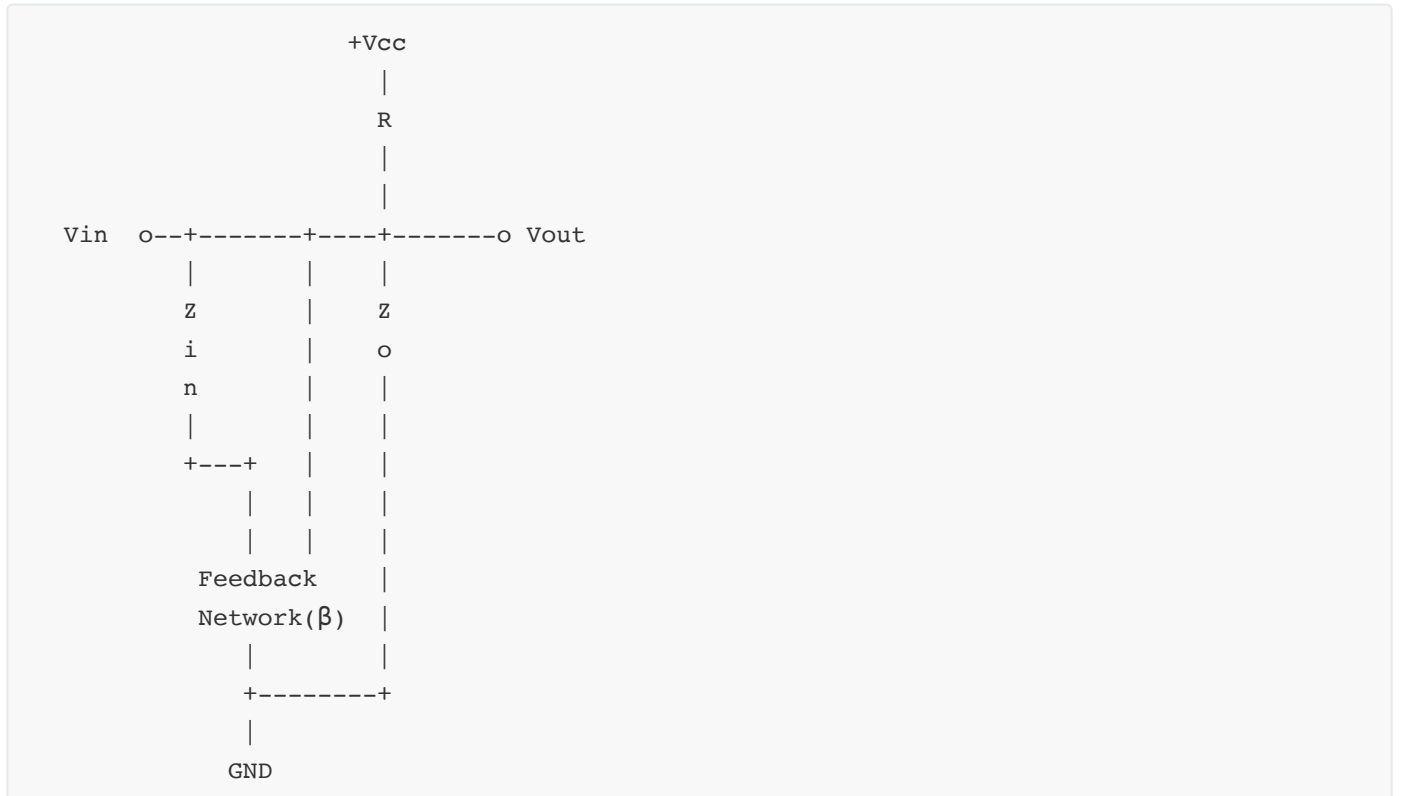 +Vcc
|
R
|
|
Vin o--+-------+----+-------o Vout
| | |
Z | Z
i | o
n | |
| | |
+---+ | |
| | |
| | |
Feedback |
Network(β) |
| |
+--------+
|
GND